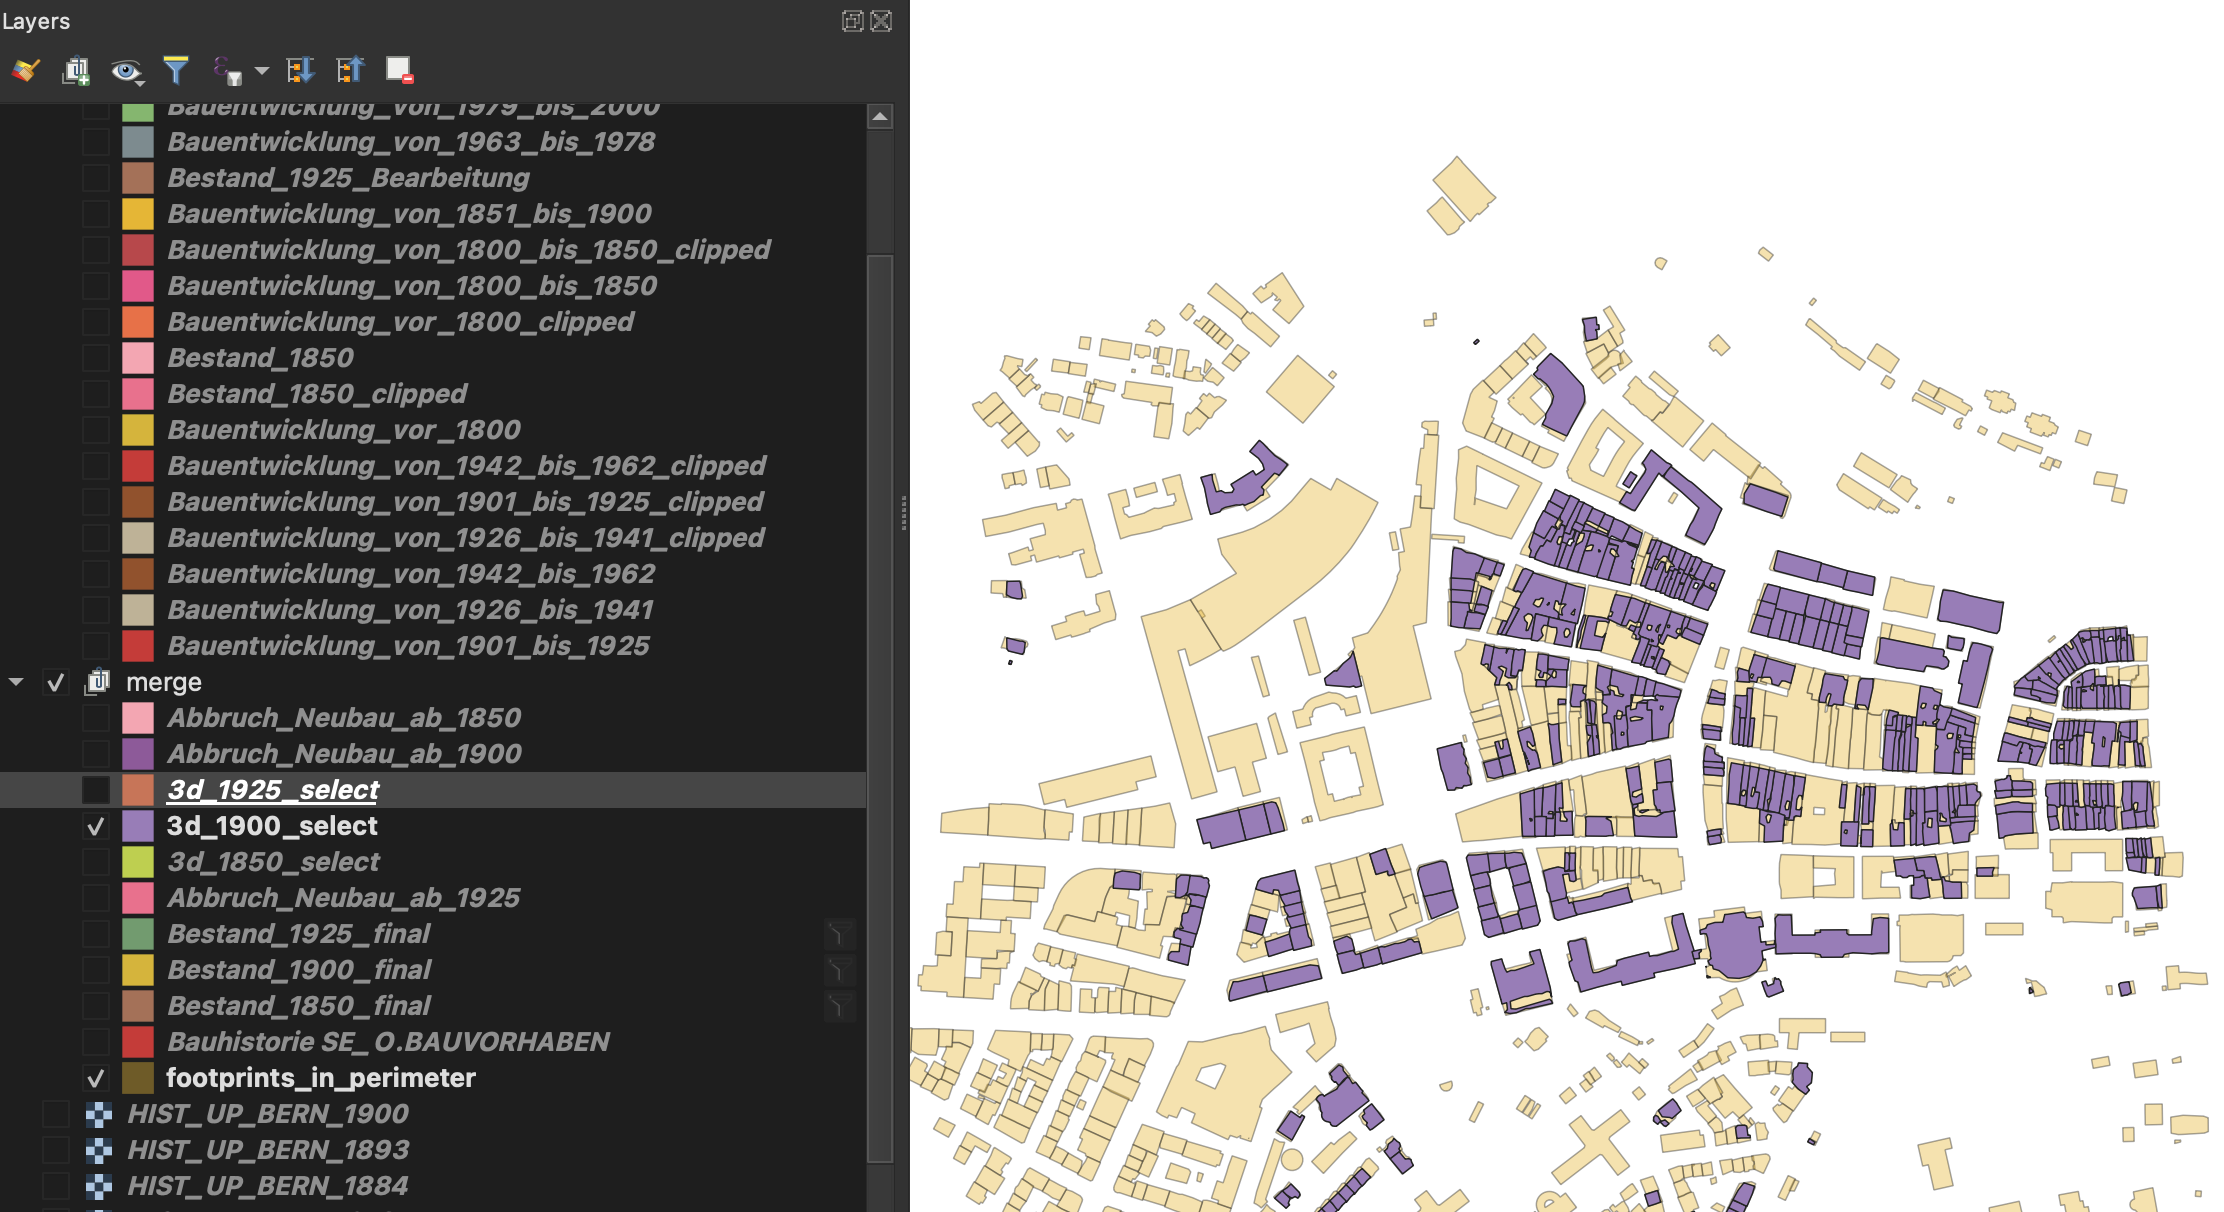 Layers
Bauentwicklung_von_1979_bis_2000
Bauentwicklung_von_1963_bis_1978
Bestand_1925_Bearbeitung
Bauentwicklung_von_1851_bis_1900
Bauentwicklung_von_1800_bis_1850_clipped
Bauentwicklung_von_1800_bis_1850
Bauentwicklung_vor_1800_clipped
Bestand_1850
Bestand_1850_clipped
Bauentwicklung_vor_1800
Bauentwicklung_von_1942_bis_1962_clipped
Bauentwicklung_von_1901_bis_1925_clipped
Bauentwicklung_von_1926_bis_1941_clipped
Bauentwicklung_von_1942_bis_1962
Bauentwicklung_von_1926_bis_1941
Bauentwicklung_von_1901_bis_1925
merge
Abbruch_Neubau_ab_1850
Abbruch_Neubau_ab_1900
3d_1925_select
3d_1900_select
3d_1850_select
Abbruch_Neubau_ab_1925
Bestand_1925_final
Bestand_1900_final
Bestand_1850_final
Bauhistorie SE_O.BAUVORHABEN
footprints_in_perimeter
HIST_UP_BERN_1900
HIST_UP_BERN_1893
HIST_UP_BERN_1884